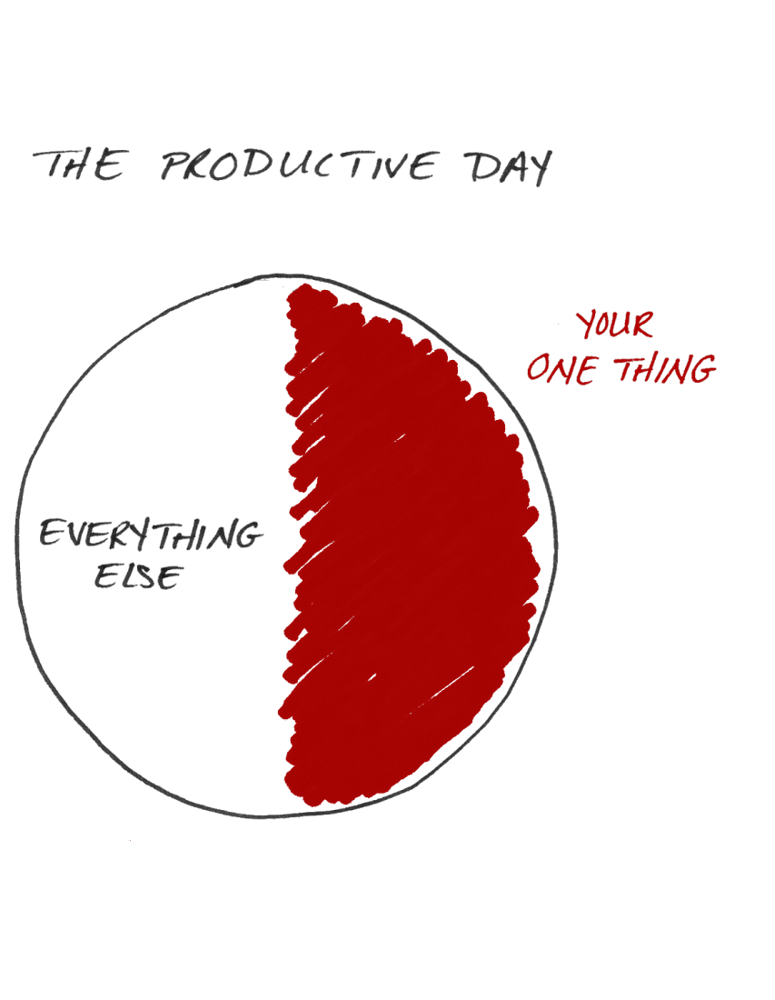 THE PRODUCTIVE DAY
YOUR
ONE THING
EVERYTHING
ELSE